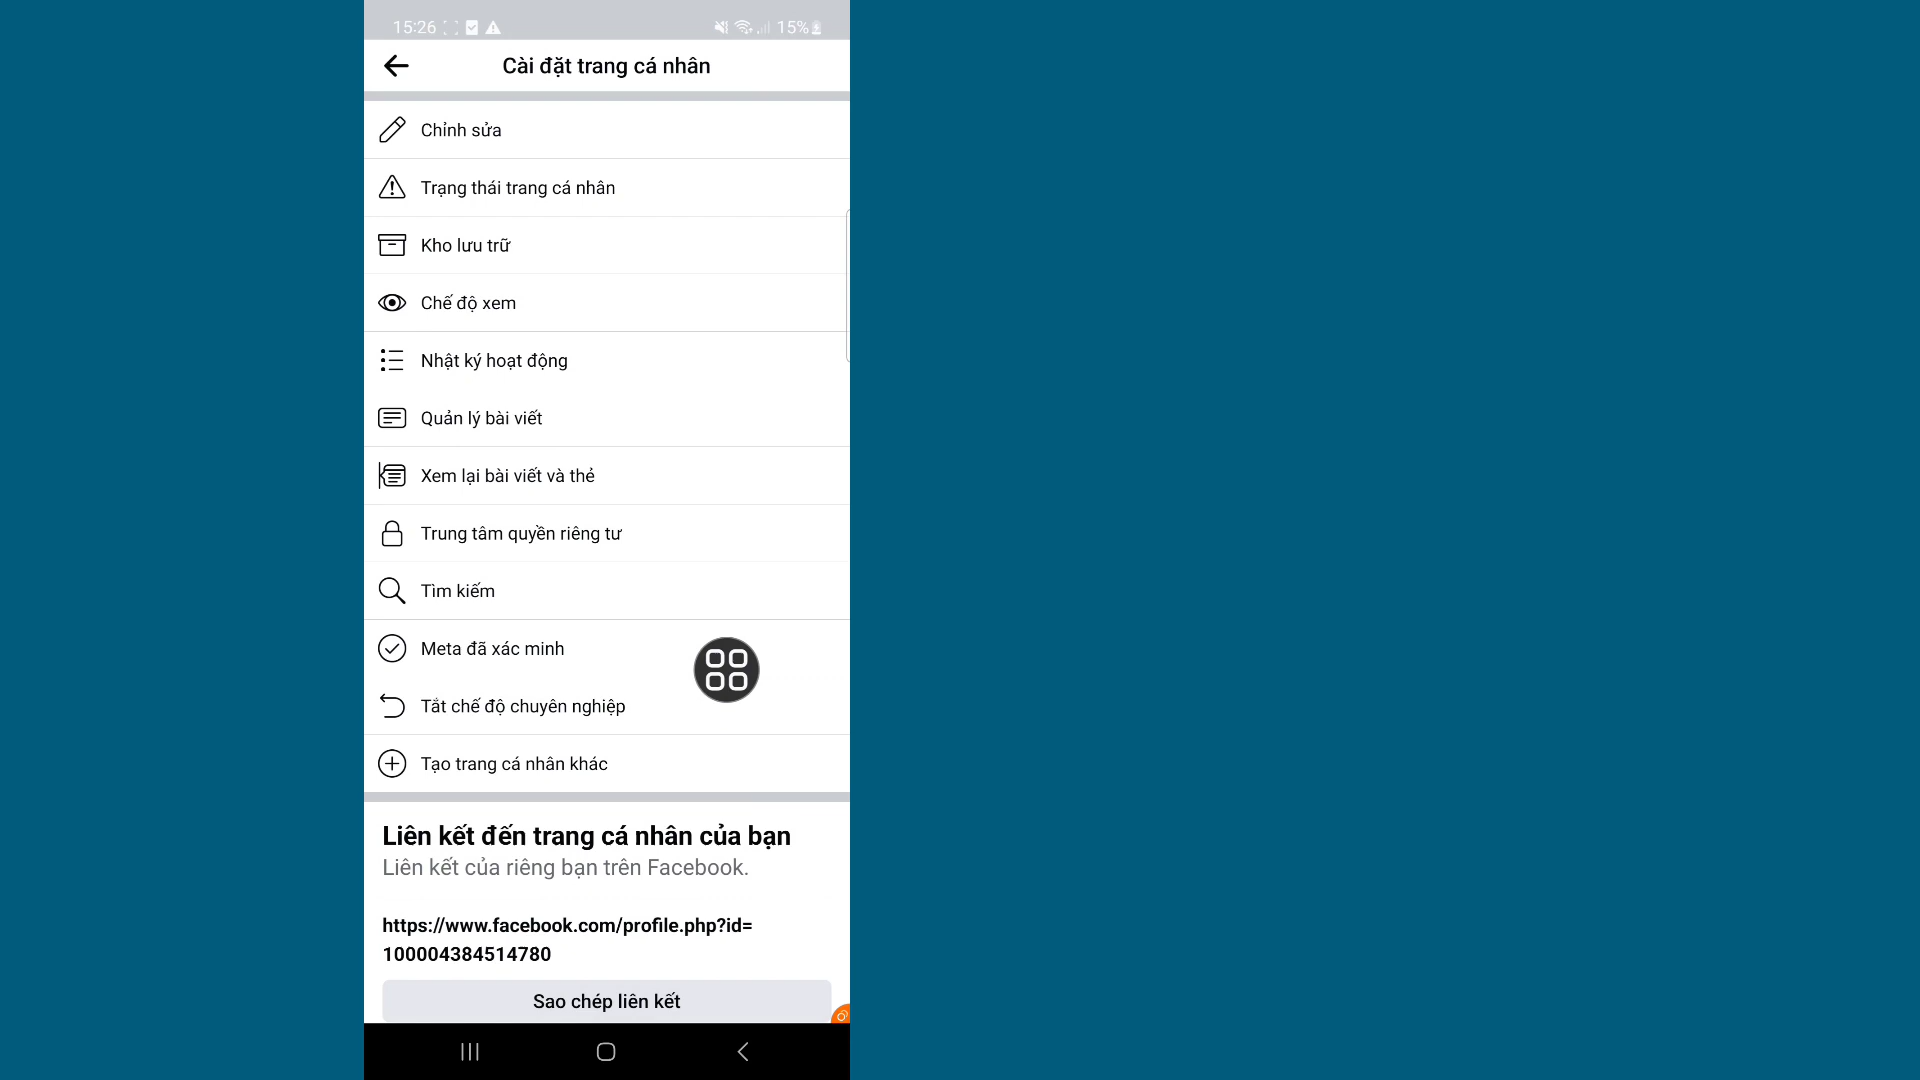 15:26
15%
Cài đặt trang cá nhân
Chỉnh sửa
Trạng thái trang cá nhân
Kho lưu trữ
Chế độ xem
Nhật ký hoạt động
Quản lý bài viết
Xem lại bài viết và thẻ
Trung tâm quyền riêng tư
Tìm kiếm
Meta đã xác minh
Tắt chế độ chuyên nghiệp
Tạo trang cá nhân khác
Liên kết đến trang cá nhân của bạn
Liên kết của riêng bạn trên Facebook.
https://www.facebook.com/profile.php?id=
100004384514780
Sao chép liên kết